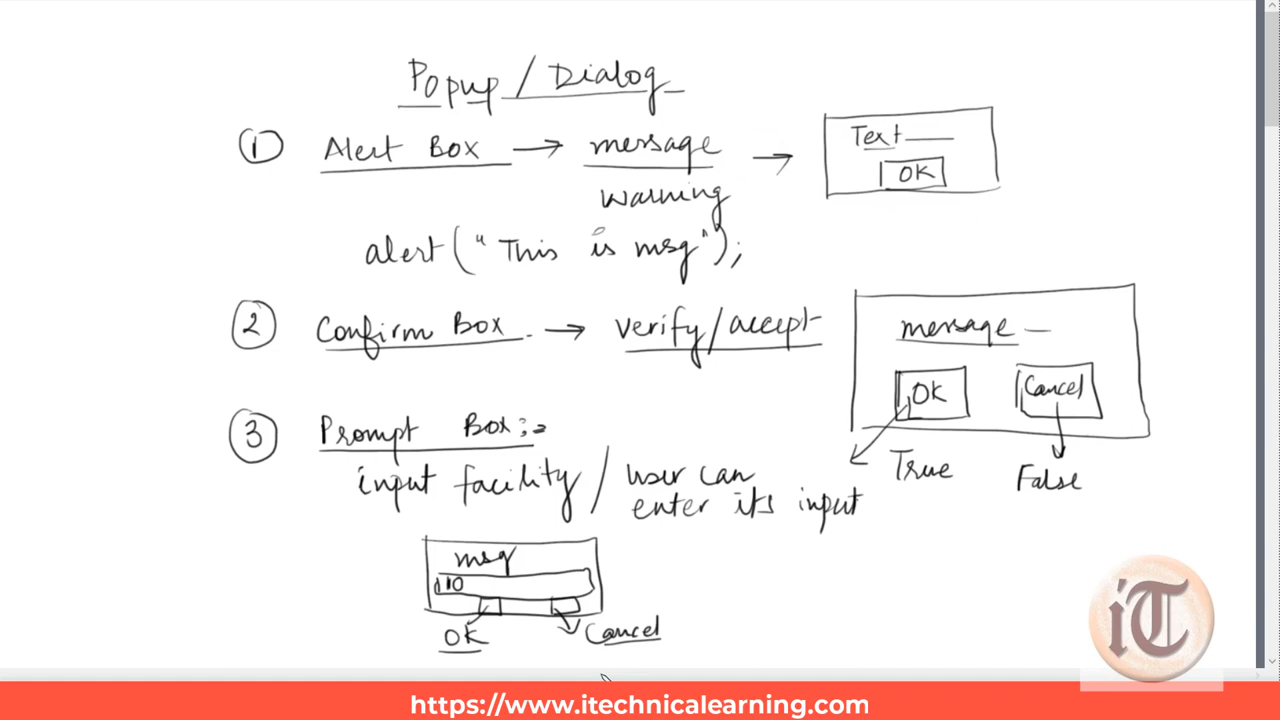 Popup / Dialog
1 Alert Box → message → Text
OK
warning
alert("This is msg");
2 Confirm Box → verify/accept
message
OK Cancel
True False
3 Prompt Box :-
input facility / user can
enter its input
msg
10
OK Cancel
iT
https://www.itechnicalearning.com